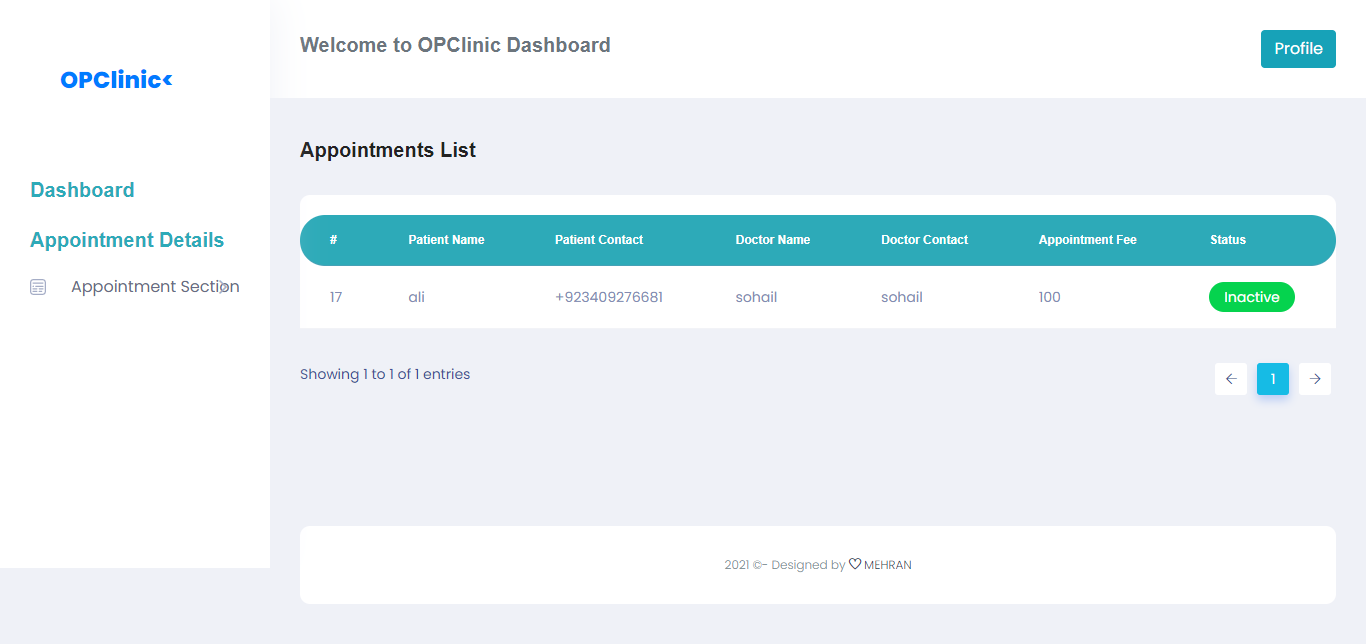 Welcome to OPClinic Dashboard
Profile
OPClinic<
Dashboard
Appointment Details
Appointment Section
Appointments List
# Patient Name Patient Contact Doctor Name Doctor Contact Appointment Fee Status
17 ali +923409276681 sohail sohail 100 Inactive
Showing 1 to 1 of 1 entries
← 1 →
2021 ©- Designed by ♡ MEHRAN